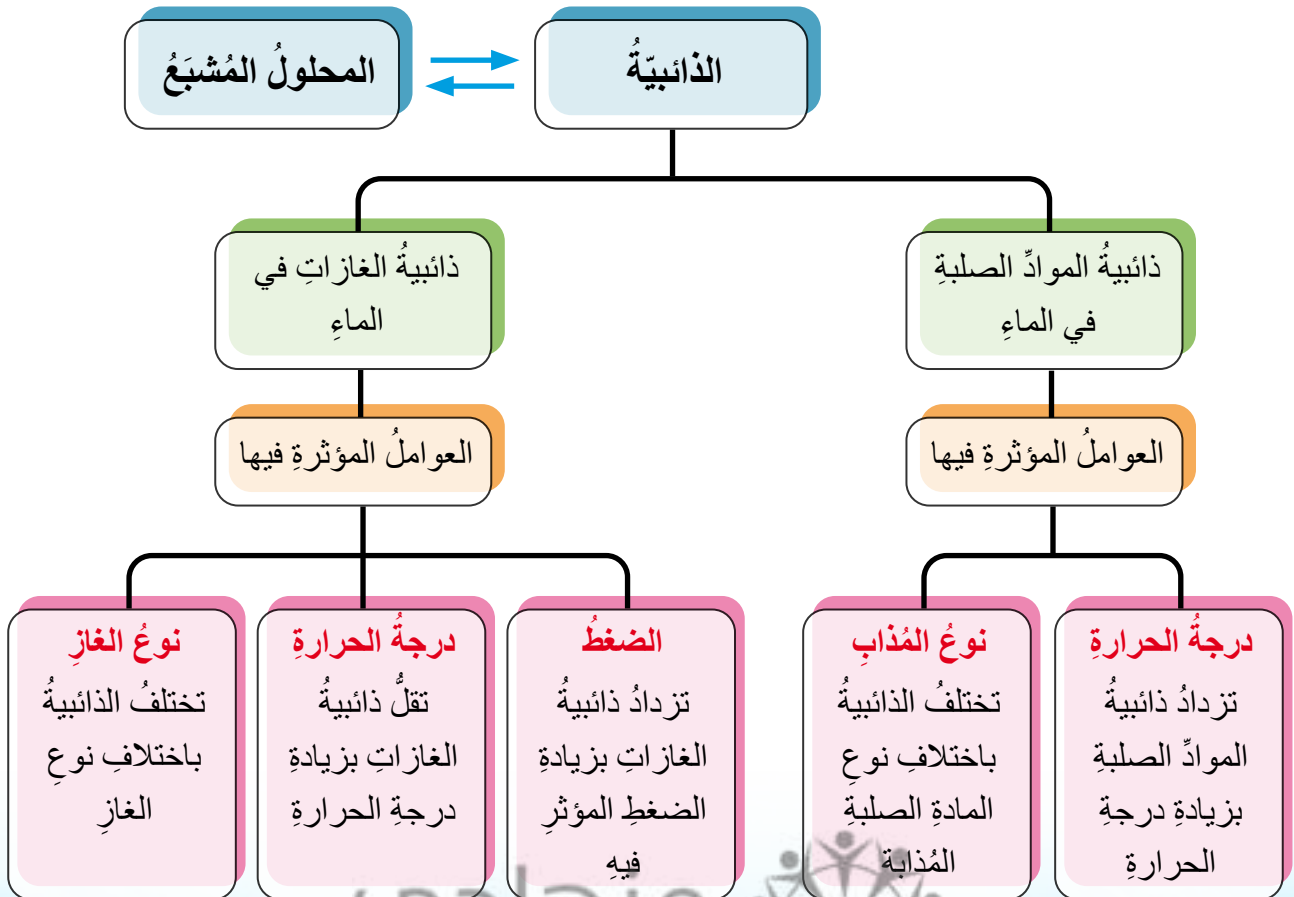 الذائبيّةُ
المحلولُ المُشبَعُ
ذائبيةُ الموادِّ الصلبةِ
في الماءِ
ذائبيةُ الغازاتِ في
الماءِ
العواملُ المؤثرةِ فيها
العواملُ المؤثرةِ فيها
درجةُ الحرارةِ
تزدادُ ذائبيةُ
الموادِّ الصلبةِ
بزيادةِ درجةِ
الحرارةِ
نوعُ المُذابِ
تختلفُ الذائبيةُ
باختلافِ نوعِ
المادةِ الصلبةِ
المُذابة
الضغطُ
تزدادُ ذائبيةُ
الغازاتِ بزيادةِ
الضغطِ المؤثرِ
فيهِ
درجةُ الحرارةِ
تقلُّ ذائبيةُ
الغازاتِ بزيادةِ
درجةِ الحرارةِ
نوعُ الغازِ
تختلفُ الذائبيةُ
باختلافِ نوعِ
الغازِ